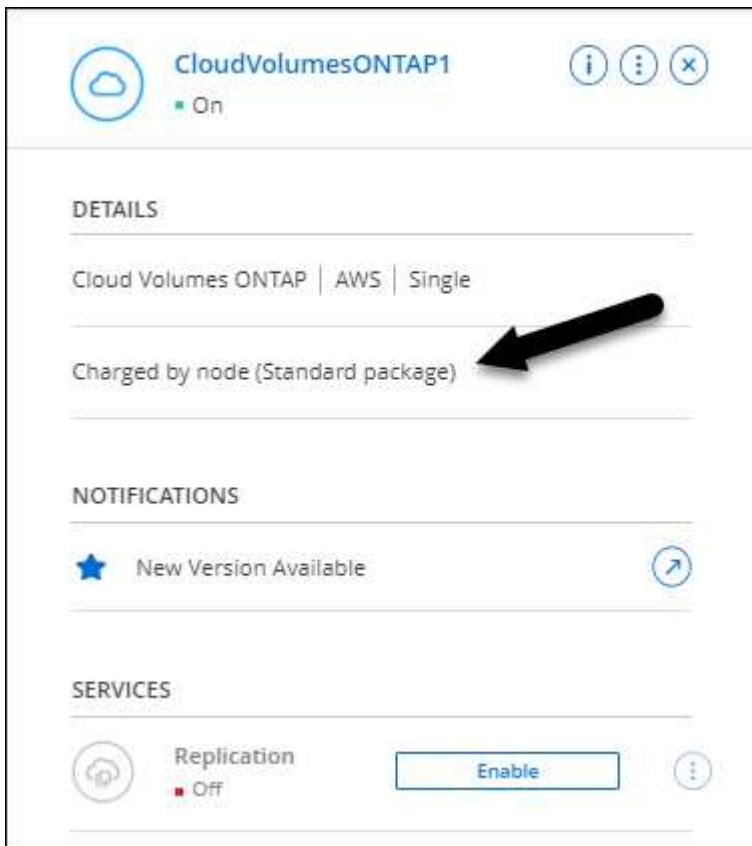 CloudVolumesONTAP1
On
DETAILS
Cloud Volumes ONTAP | AWS | Single
Charged by node (Standard package)
NOTIFICATIONS
New Version Available
SERVICES
Replication
Enable
Off